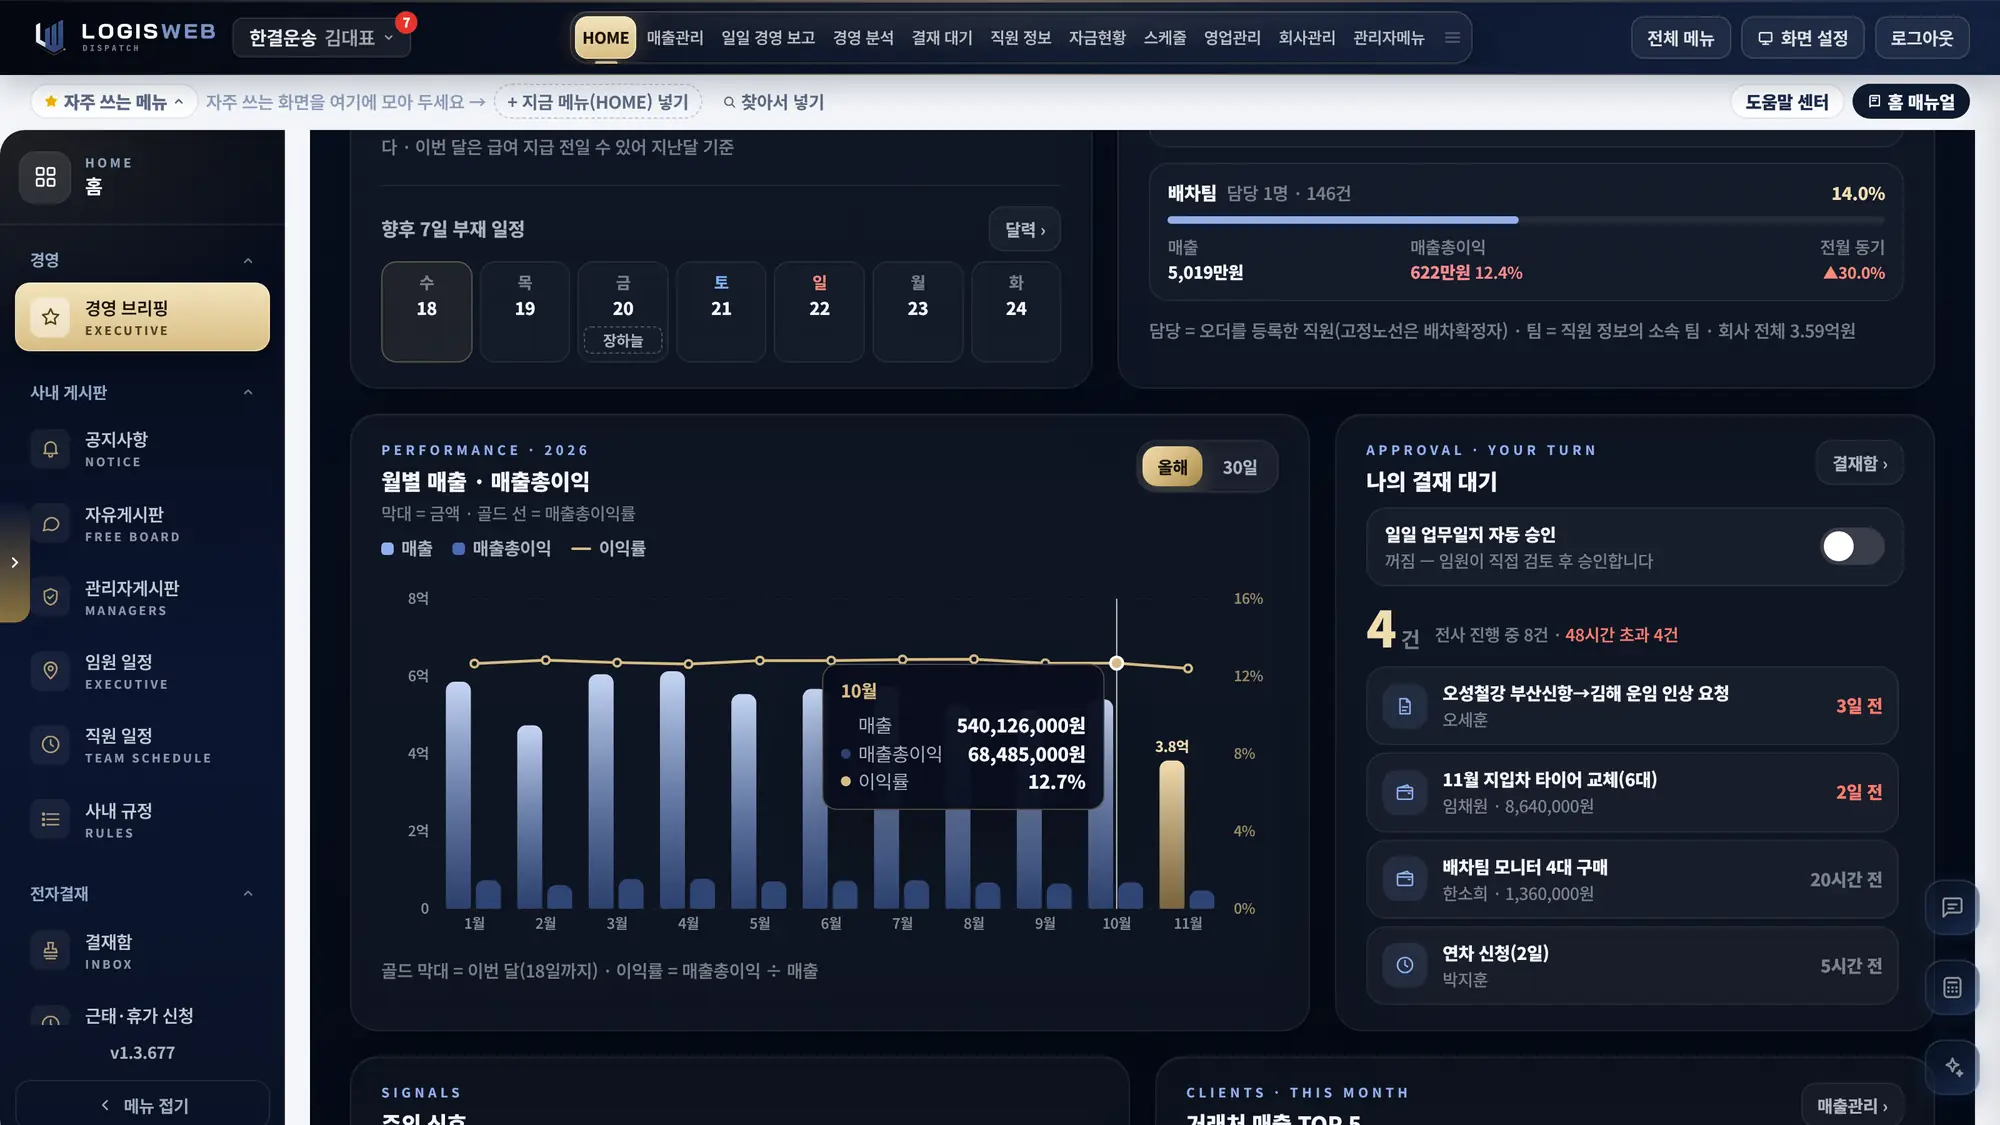 LOGISWEB
DISPATCH
한결운송 김대표
7
HOME
매출관리
일일 경영 보고
경영 분석
결재 대기
직원 정보
자금현황
스케줄
영업관리
회사관리
관리자메뉴
전체 메뉴
화면 설정
로그아웃
자주 쓰는 메뉴
자주 쓰는 화면을 여기에 모아 두세요 →
+ 지금 메뉴(HOME) 넣기
찾아서 넣기
도움말 센터
홈 매뉴얼
HOME
홈
경영
경영 브리핑
EXECUTIVE
사내 게시판
공지사항
NOTICE
자유게시판
FREE BOARD
관리자게시판
MANAGERS
임원 일정
EXECUTIVE
직원 일정
TEAM SCHEDULE
사내 규정
RULES
전자결재
결재함
INBOX
근태·휴가 신청
v1.3.677
메뉴 접기
다 · 이번 달은 급여 지급 전일 수 있어 지난달 기준
향후 7일 부재 일정
달력 ›
수
18
목
19
금
20
장하늘
토
21
일
22
월
23
화
24
배차팀 담당 1명 · 146건
14.0%
매출
5,019만원
매출총이익
622만원 12.4%
전월 동기
▲30.0%
담당 = 오더를 등록한 직원(고정노선은 배차확정자) · 팀 = 직원 정보의 소속 팀 · 회사 전체 3.59억원
PERFORMANCE · 2026
월별 매출 · 매출총이익
막대 = 금액 · 골드 선 = 매출총이익률
올해
30일
매출
매출총이익
이익률
8억
6억
4억
2억
0
16%
12%
8%
4%
0%
10월
매출 540,126,000원
매출총이익 68,485,000원
이익률 12.7%
3.8억
1월
2월
3월
4월
5월
6월
7월
8월
9월
10월
11월
골드 막대 = 이번 달(18일까지) · 이익률 = 매출총이익 ÷ 매출
APPROVAL · YOUR TURN
나의 결재 대기
결재함 ›
일일 업무일지 자동 승인
꺼짐 — 임원이 직접 검토 후 승인합니다
4건 전사 진행 중 8건 · 48시간 초과 4건
오성철강 부산신항→김해 운임 인상 요청
오세훈
3일 전
11월 지입차 타이어 교체(6대)
임채원 · 8,640,000원
2일 전
배차팀 모니터 4대 구매
한소희 · 1,360,000원
20시간 전
연차 신청(2일)
박지훈
5시간 전
SIGNALS
주의 신호
CLIENTS · THIS MONTH
거래처 매출 TOP 5
매출관리 ›